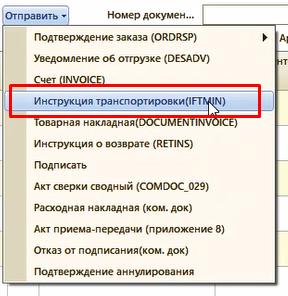 Отправить
Номер докумен...
Подтверждение заказа (ORDRSP)
Уведомление об отгрузке (DESADV)
Счет (INVOICE)
Инструкция транспортировки(IFTMIN)
Товарная накладная(DOCUMENTINVOICE)
Инструкция о возврате (RETINS)
Подписать
Акт сверки сводный (COMDOC_029)
Расходная накладная (ком. док)
Акт приема-передачи (приложение 8)
Отказ от подписания(ком. док)
Подтверждение аннулирования